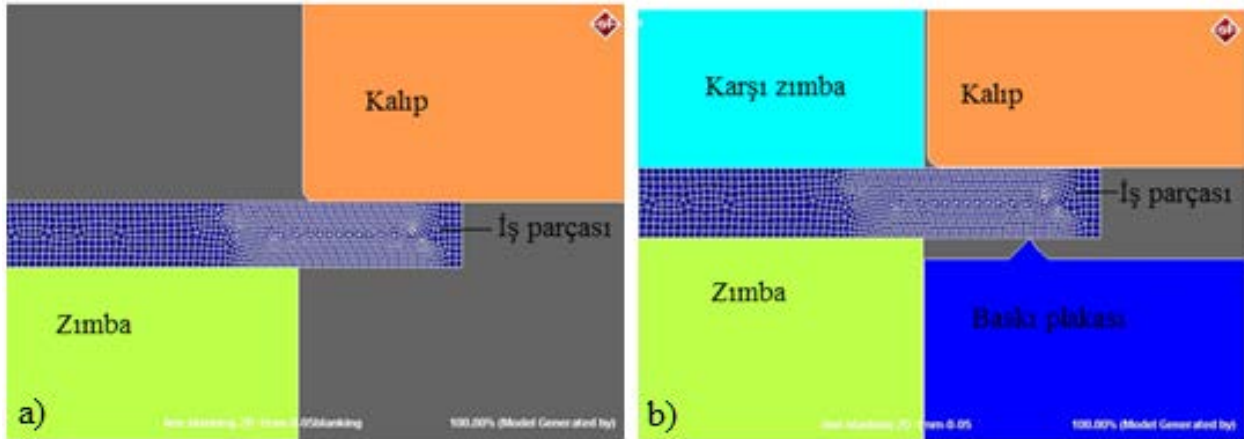 Kalıp
İş parçası
Zımba
a)
100.00% (Model Generated by)
Karşı zımba
Kalıp
İş parçası
Zımba
Baskı plakası
b)
100.00% (Model Generated by)